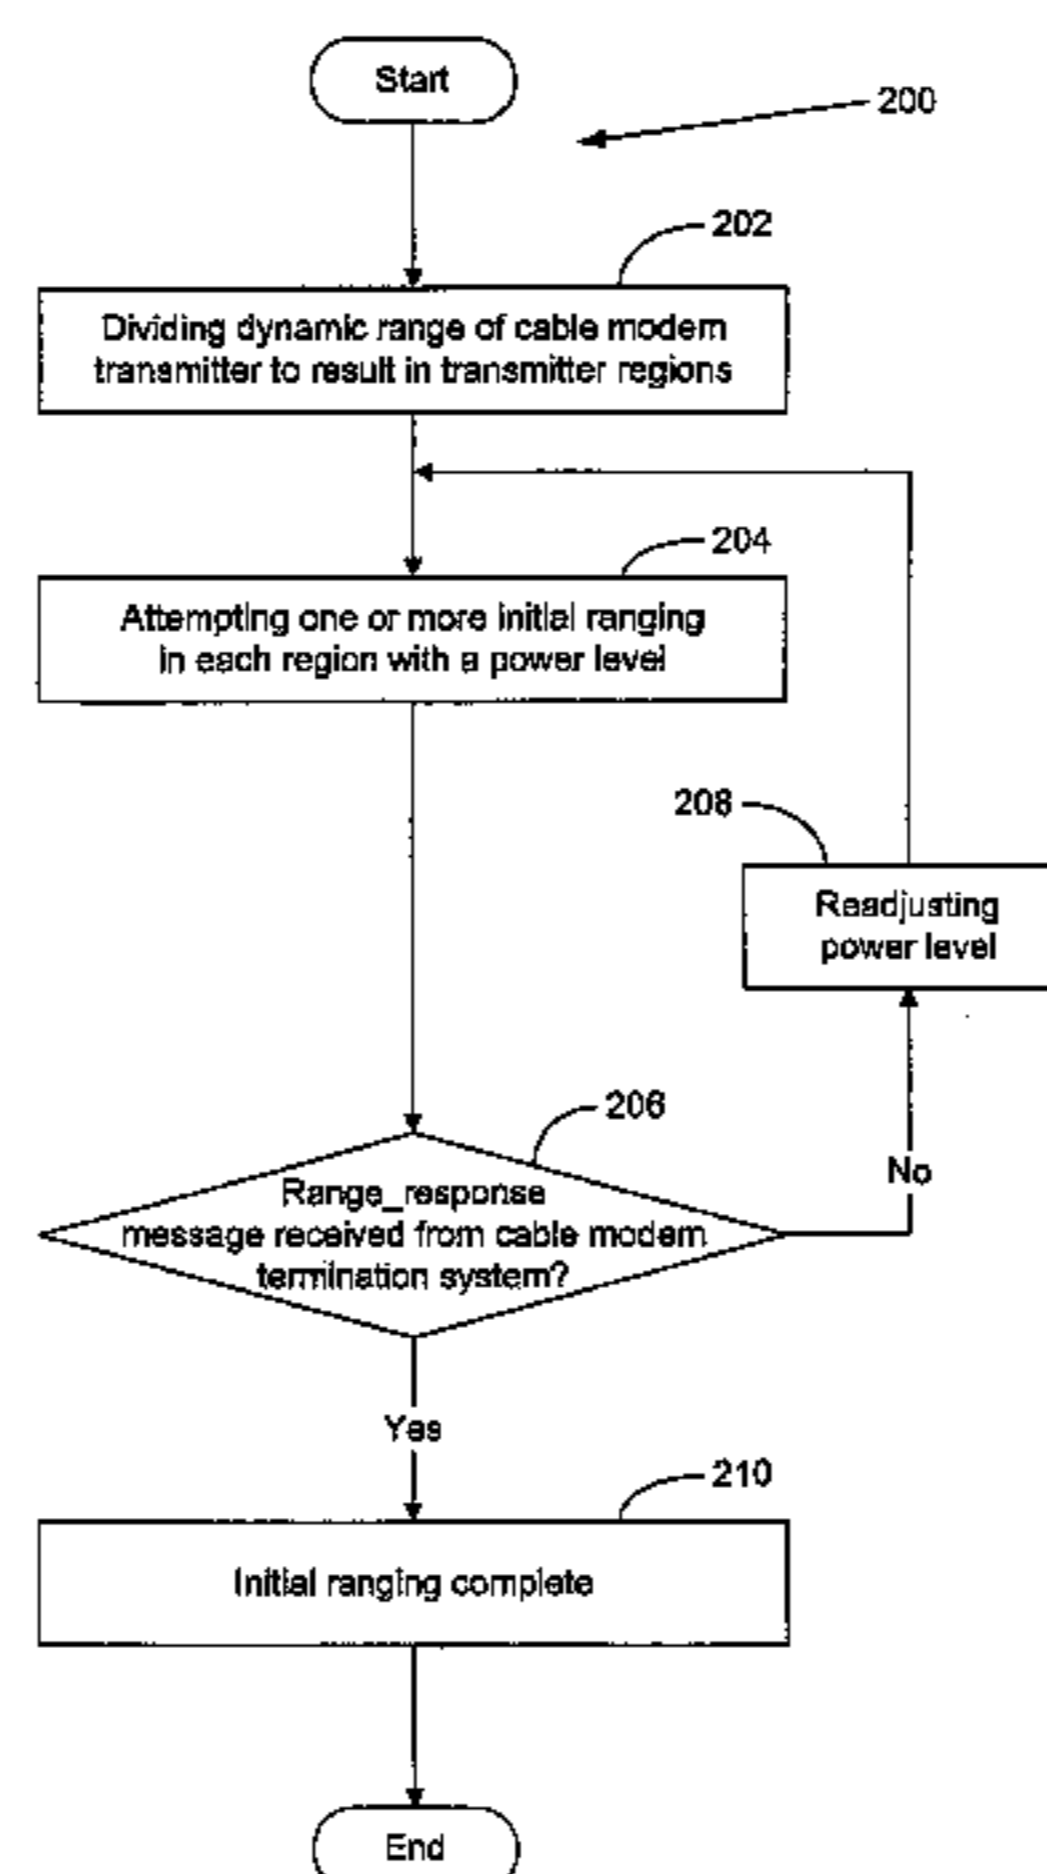 Start
200
202
Dividing dynamic range of cable modem
transmitter to result in transmitter regions
204
Attempting one or more initial ranging
in each region with a power level
208
Readjusting
power level
206
Range_response
message received from cable modem
termination system?
No
Yes
210
Initial ranging complete
End